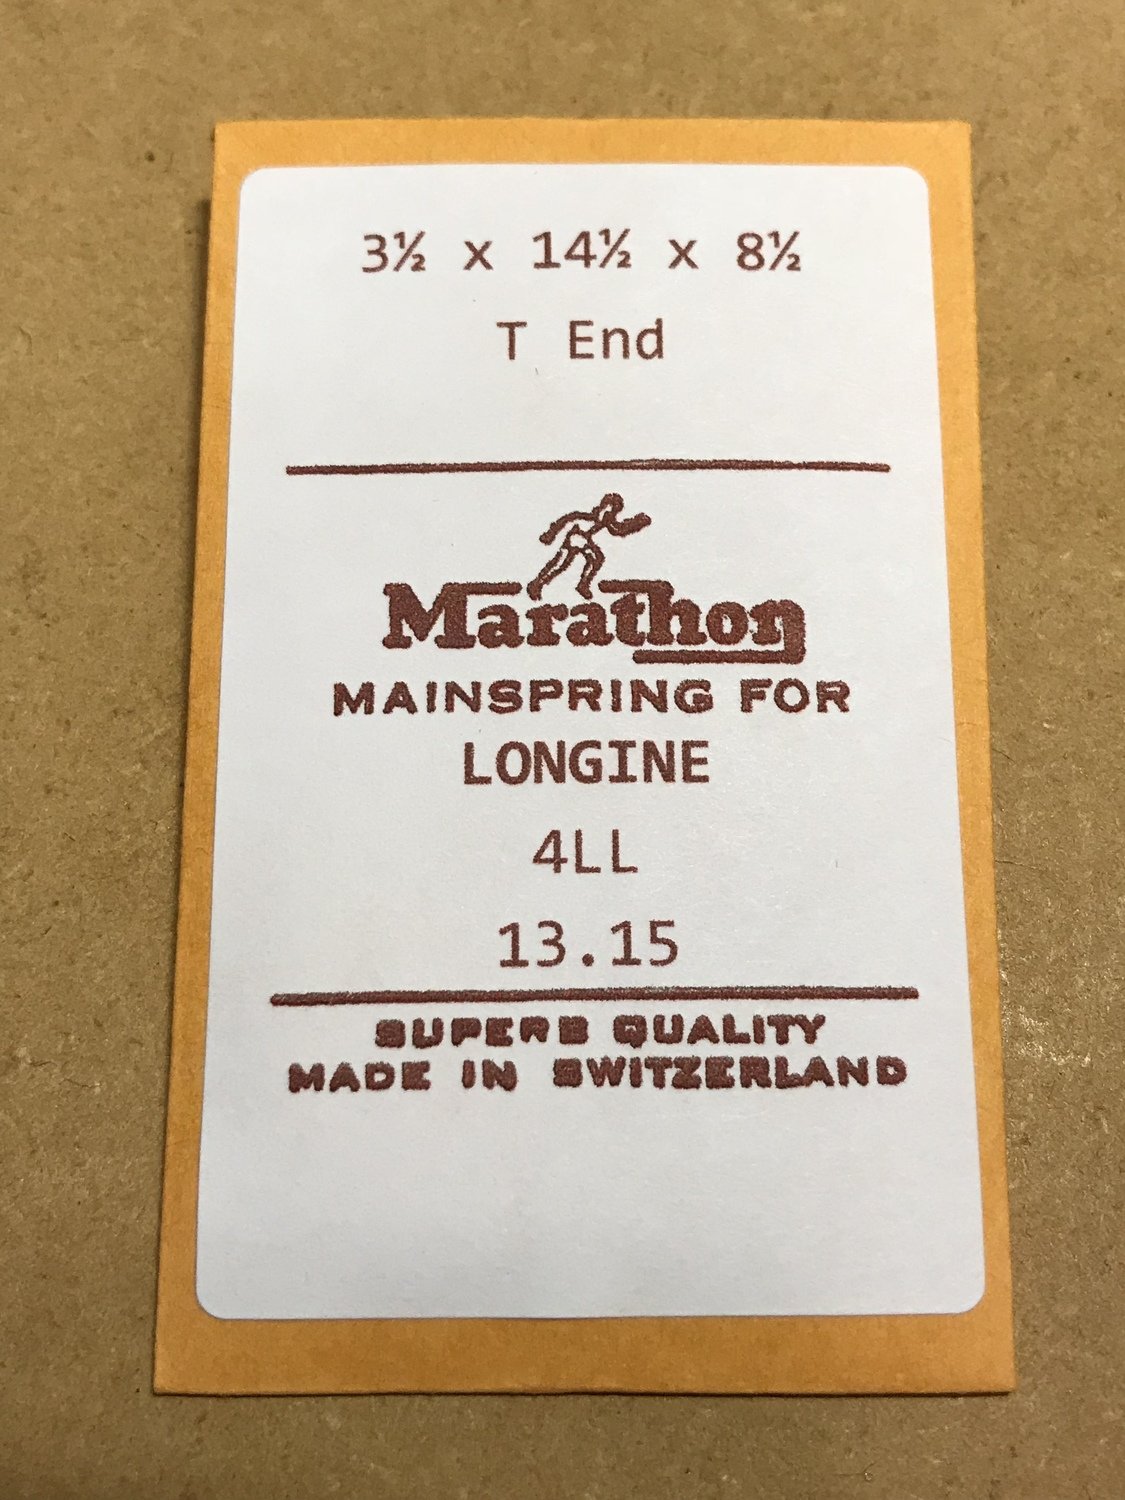 3½ x 14½ x 8½
T End
Marathon
MAINSPRING FOR
LONGINE
4LL
13.15
SUPERB QUALITY
MADE IN SWITZERLAND